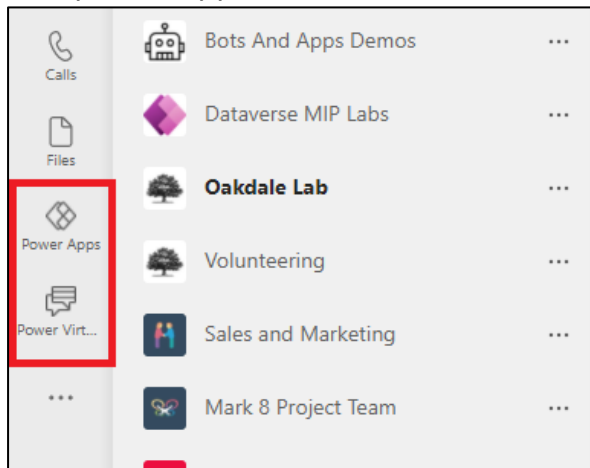 Calls
Files
Power Apps
Power Virt...
...
Bots And Apps Demos ...
Dataverse MIP Labs ...
Oakdale Lab ...
Volunteering ...
Sales and Marketing ...
Mark 8 Project Team ...